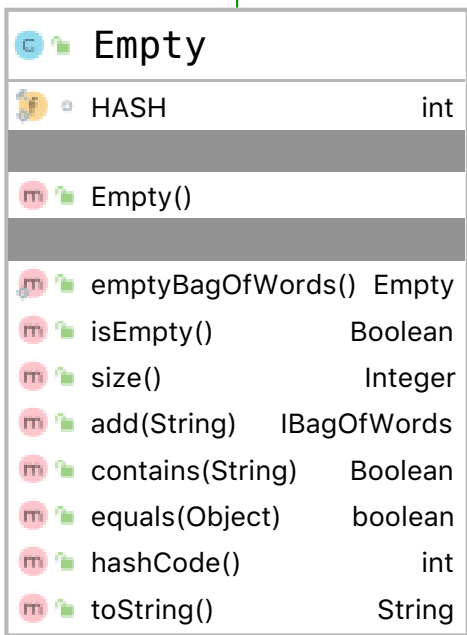 Empty
HASH int
Empty()
emptyBagOfWords() Empty
isEmpty() Boolean
size() Integer
add(String) IBagOfWords
contains(String) Boolean
equals(Object) boolean
hashCode() int
toString() String